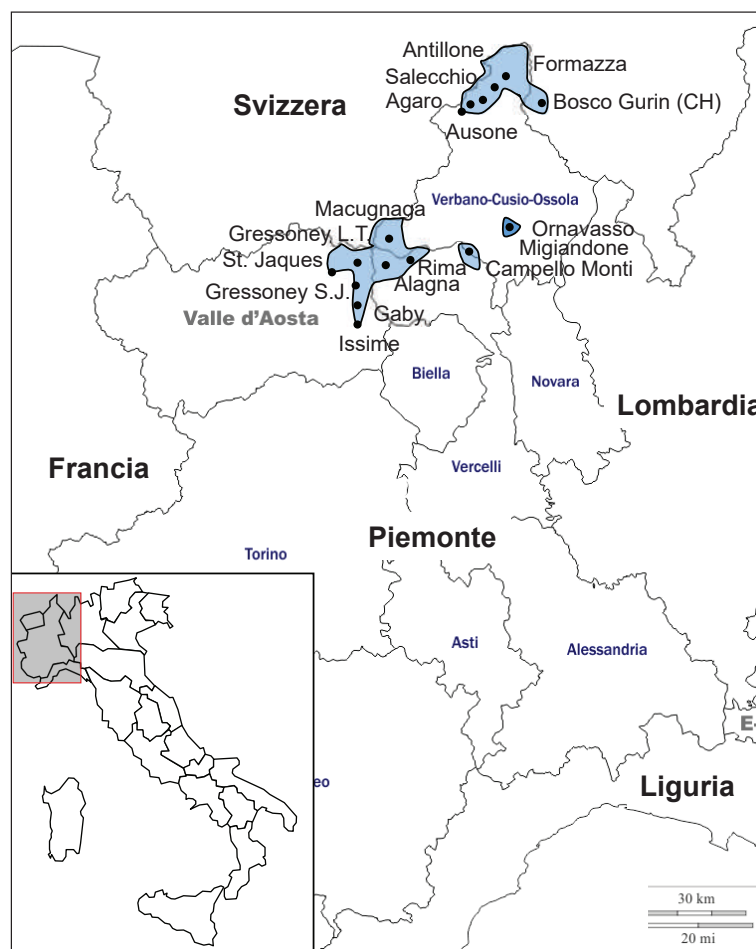 Antillone
Formazza
Salecchio
Svizzera
Agaro
Bosco Gurin (CH)
Ausone
Verbano-Cusio-Ossola
Macugnaga
Ornavasso
Gressoney L.T.
Migiandone
St. Jaques
Rima
Campello Monti
Alagna
Gressoney S.J.
Gaby
Valle d'Aosta
Issime
Biella
Novara
Lombardia
Francia
Vercelli
Piemonte
Torino
Asti
Alessandria
E-
eo
Liguria
30 km
20 mi